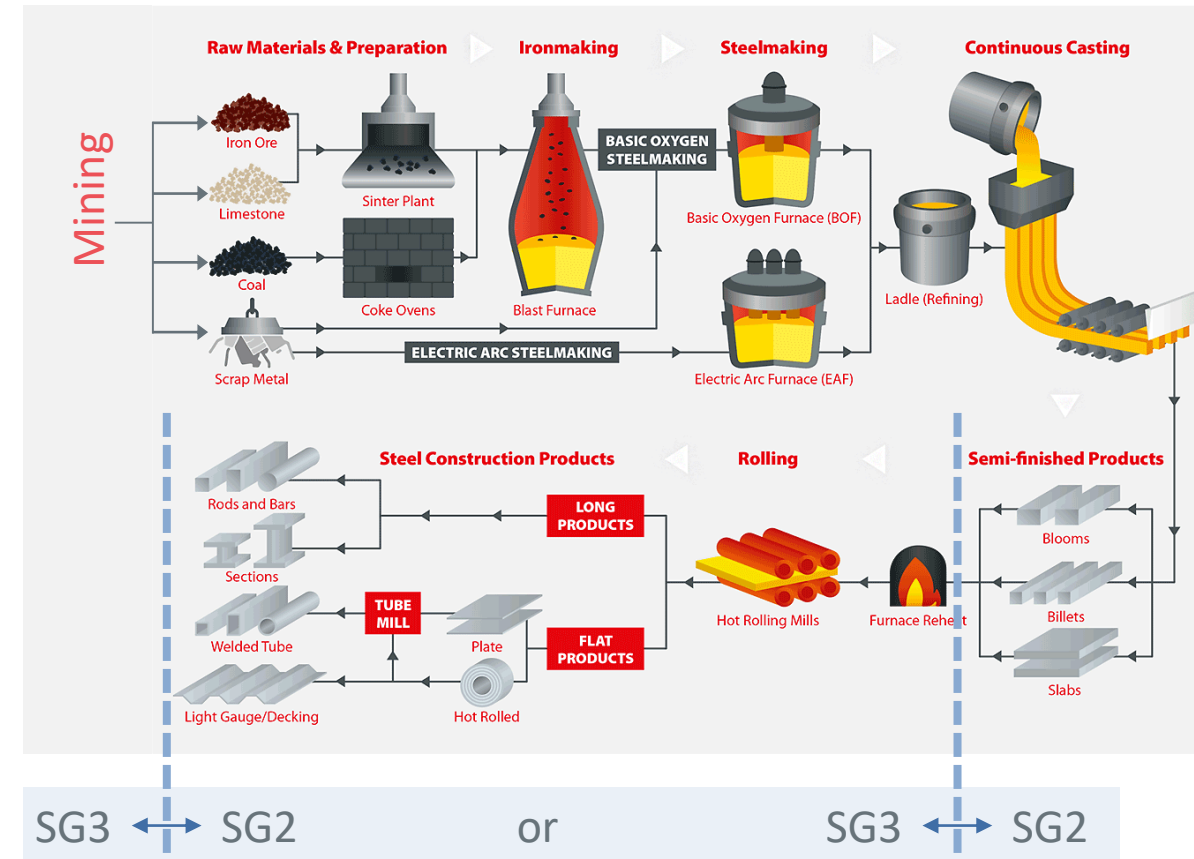 Raw Materials & Preparation
Ironmaking
Steelmaking
Continuous Casting
Mining
Iron Ore
Limestone
Coal
Scrap Metal
Sinter Plant
Coke Ovens
Blast Furnace
BASIC OXYGEN
STEELMAKING
ELECTRIC ARC STEELMAKING
Basic Oxygen Furnace (BOF)
Electric Arc Furnace (EAF)
Ladle (Refining)
Steel Construction Products
Rolling
Semi-finished Products
Rods and Bars
Sections
Welded Tube
Light Gauge/Decking
TUBE
MILL
Plate
Hot Rolled
LONG
PRODUCTS
FLAT
PRODUCTS
Hot Rolling Mills
Furnace Reheat
Blooms
Billets
Slabs
SG3
SG2
or
SG3
SG2